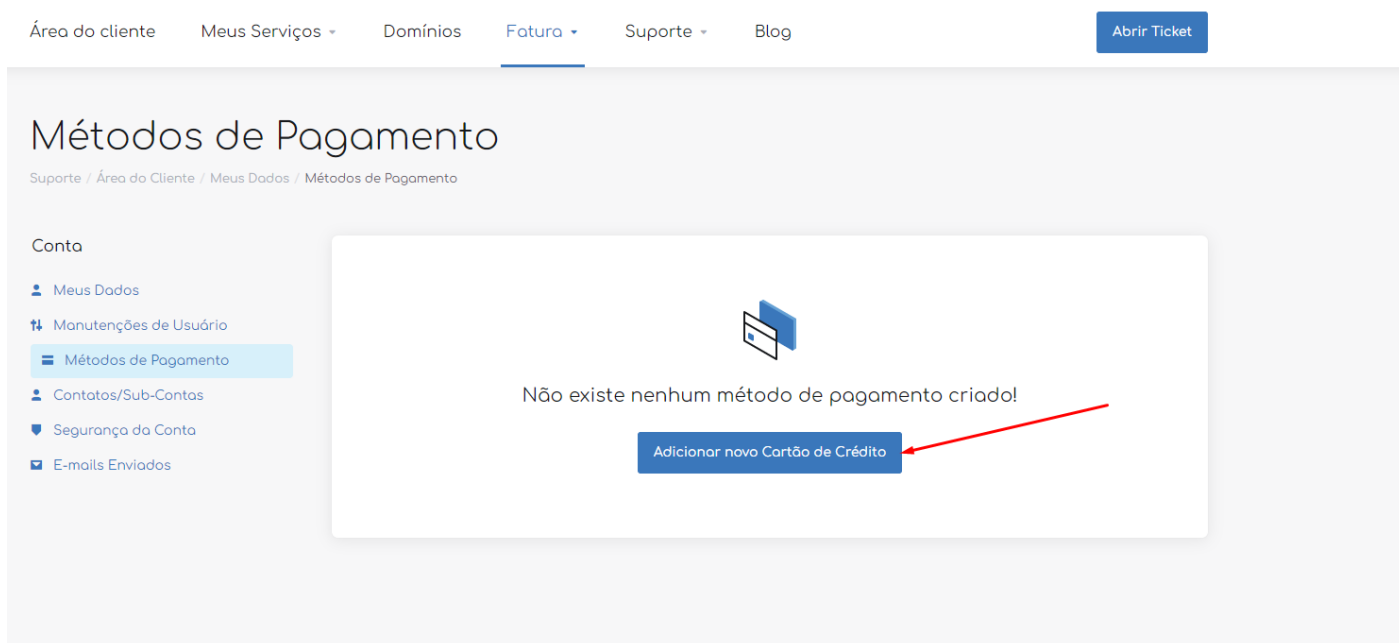 Área do cliente Meus Serviços Domínios Fatura Suporte Blog Abrir Ticket
Métodos de Pagamento
Suporte / Área do Cliente / Meus Dados / Métodos de Pagamento
Conta
Meus Dados
Manutenções de Usuário
Métodos de Pagamento
Contatos/Sub-Contas
Segurança da Conta
E-mails Enviados
Não existe nenhum método de pagamento criado!
Adicionar novo Cartão de Crédito